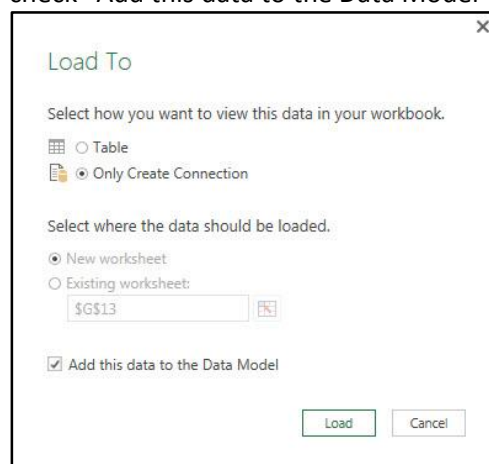 check "Add this data to the Data Model"
Load To
Select how you want to view this data in your workbook.
Table
Only Create Connection
Select where the data should be loaded.
New worksheet
Existing worksheet:
$G$13
Add this data to the Data Model
Load Cancel